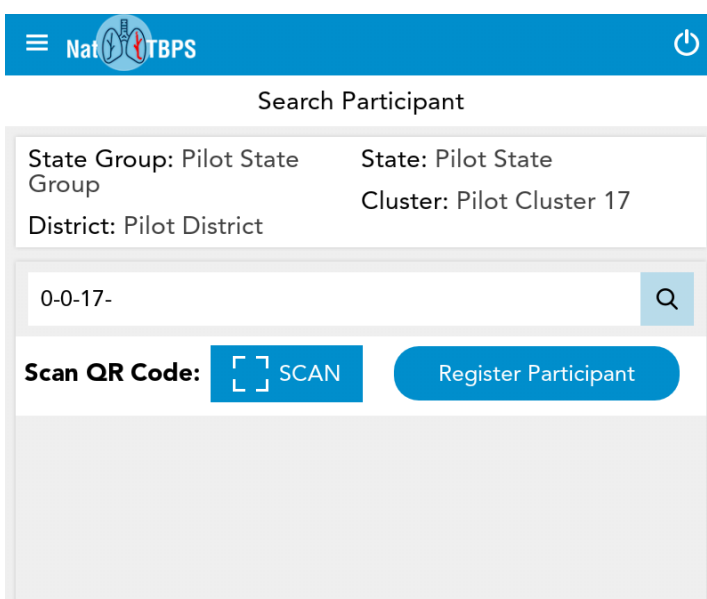 Nat TBPS
Search Participant
State Group: Pilot State
Group
State: Pilot State
District: Pilot District
Cluster: Pilot Cluster 17
0-0-17-
Scan QR Code:
SCAN
Register Participant